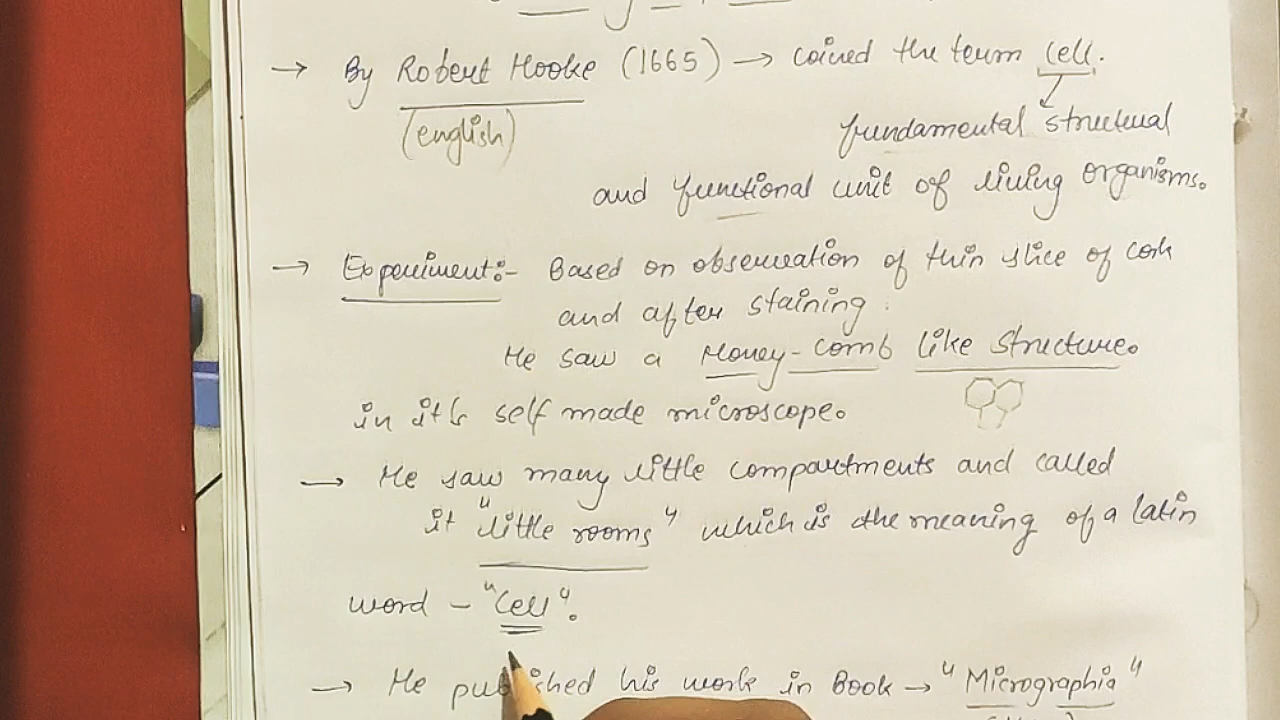 → By Robert Hooke (1665) → coined the term cell.
(english)
fundamental structual
and functional unit of living organisms.
→ Experiment:- Based on observation of thin slice of cork
and after staining.
He saw a Honey-comb like structure.
in it's self made microscope.
→ He saw many little compartments and called
it "little rooms" which is the meaning of a latin
word - "Cell".
→ He published his work in Book → "Micrographia"